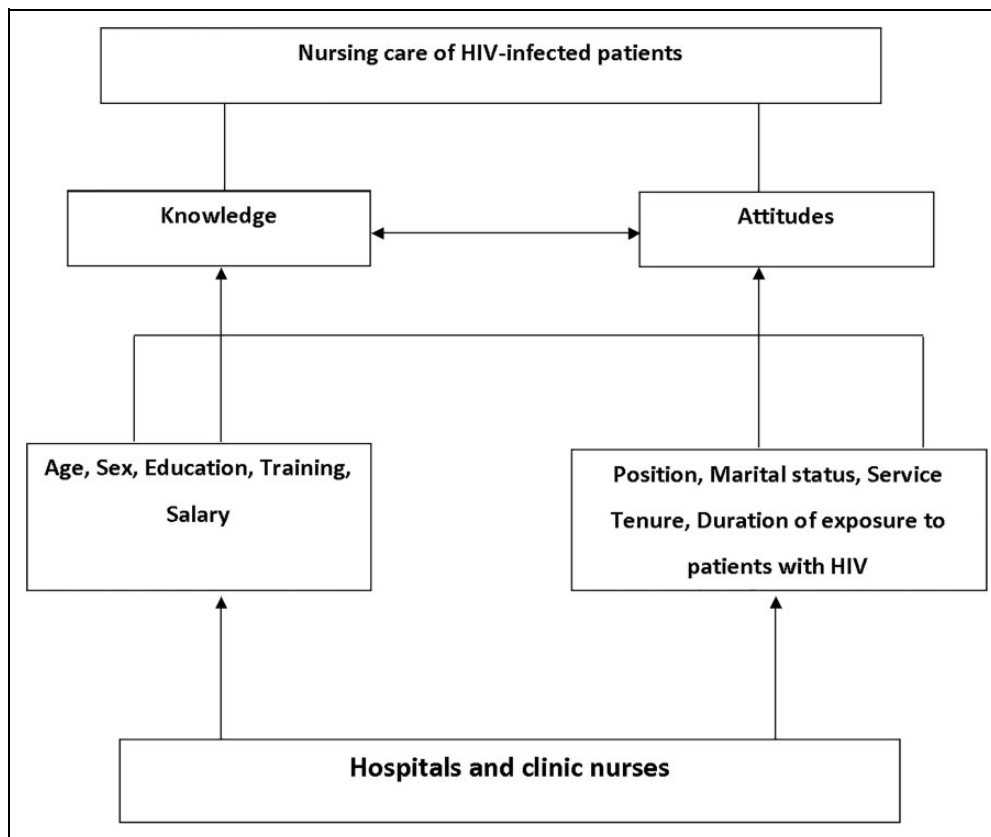 Nursing care of HIV-infected patients
Knowledge
Attitudes
Age, Sex, Education, Training,
Salary
Position, Marital status, Service
Tenure, Duration of exposure to
patients with HIV
Hospitals and clinic nurses